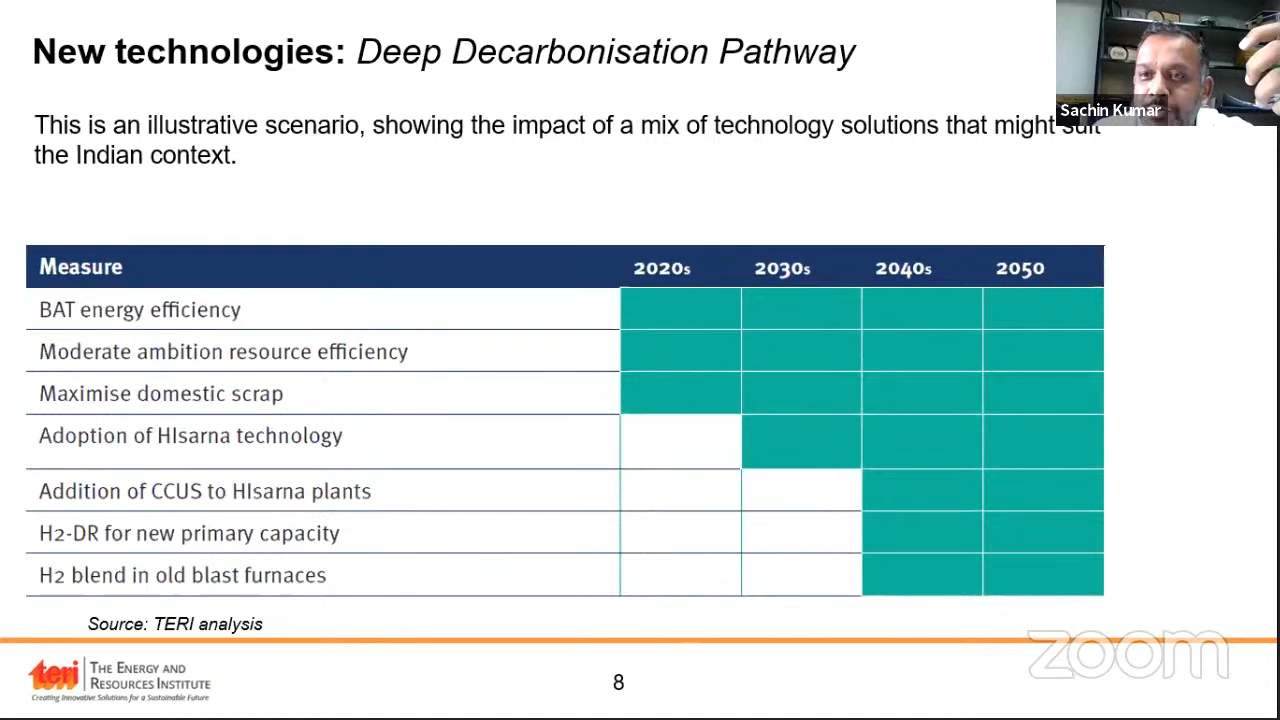 New technologies: Deep Decarbonisation Pathway
Sachin Kumar
This is an illustrative scenario, showing the impact of a mix of technology solutions that might suit
the Indian context.
Measure 2020s 2030s 2040s 2050
BAT energy efficiency
Moderate ambition resource efficiency
Maximise domestic scrap
Adoption of HIsarna technology
Addition of CCUS to HIsarna plants
H2-DR for new primary capacity
H2 blend in old blast furnaces
Source: TERI analysis
teri THE ENERGY AND
RESOURCES INSTITUTE
Creating Innovative Solutions for a Sustainable Future
8
zoom